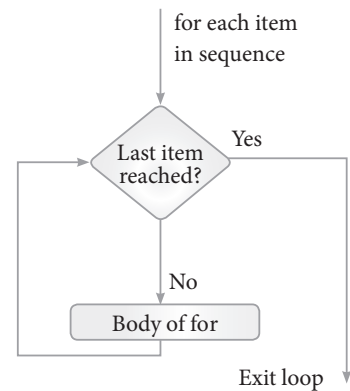 for each item
in sequence
Last item
reached?
Yes
No
Body of for
Exit loop